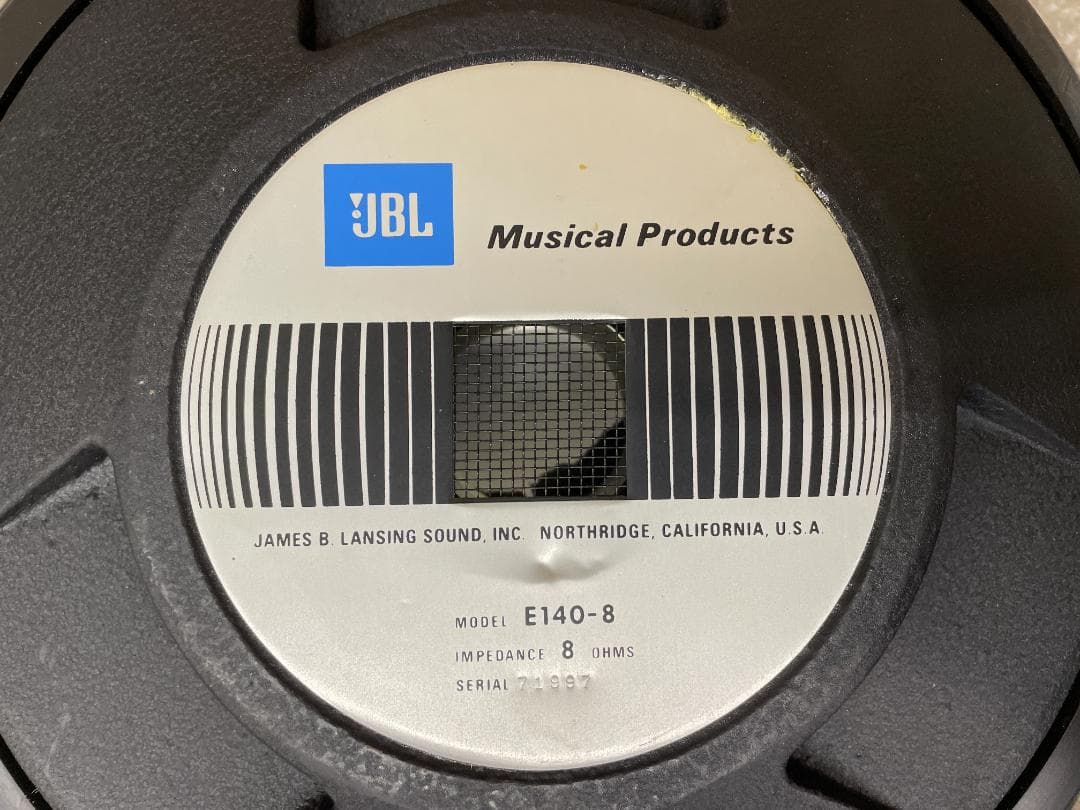 JBL
Musical Products
JAMES B. LANSING SOUND, INC. NORTHRIDGE, CALIFORNIA, U.S.A.
MODEL E140-8
IMPEDANCE 8 OHMS
SERIAL 71997